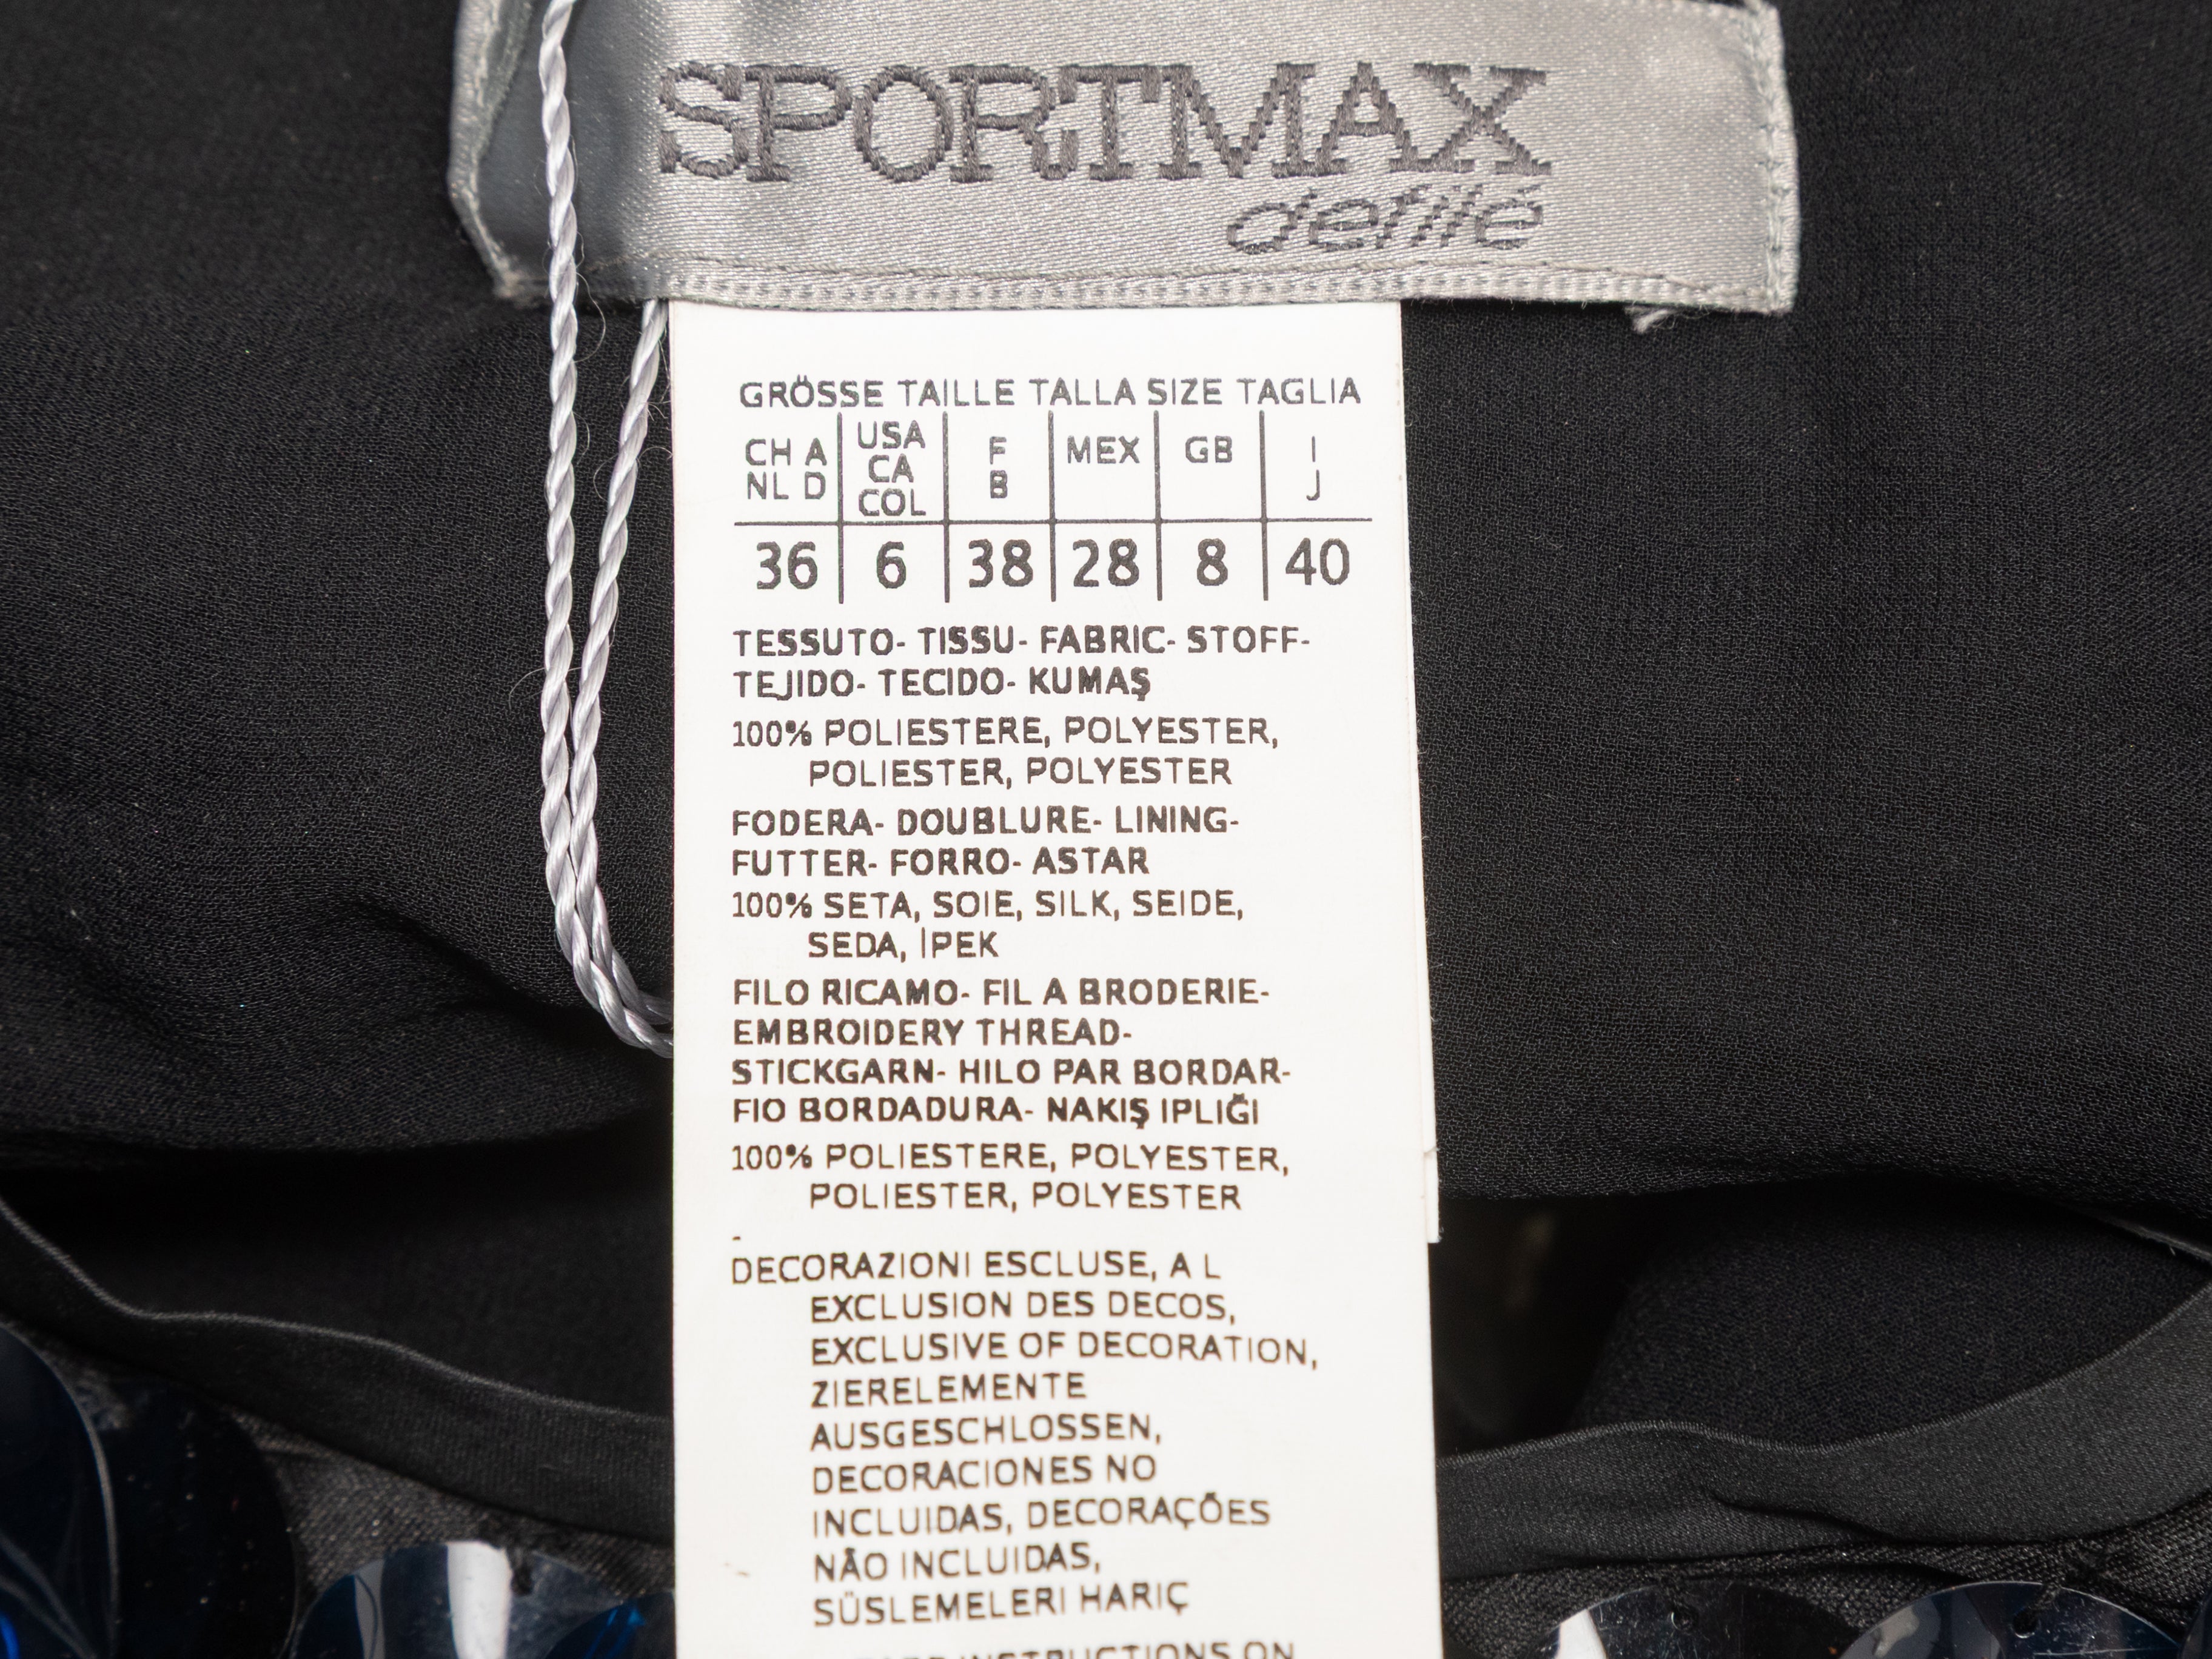 SPORTMAX
defilé
GRÖSSE TAILLE TALLA SIZE TAGLIA
CH A NL D USA CA COL F B MEX GB I J
36 6 38 28 8 40
TESSUTO- TISSU- FABRIC- STOFF-
TEJIDO- TECIDO- KUMAŞ
100% POLIESTERE, POLYESTER,
POLIESTER, POLYESTER
FODERA- DOUBLURE- LINING-
FUTTER- FORRO- ASTAR
100% SETA, SOIE, SILK, SEIDE,
SEDA, İPEK
FILO RICAMO- FIL A BRODERIE-
EMBROIDERY THREAD-
STICKGARN- HILO PAR BORDAR-
FIO BORDADURA- NAKIŞ IPLIĞI
100% POLIESTERE, POLYESTER,
POLIESTER, POLYESTER
-
DECORAZIONI ESCLUSE, A L
EXCLUSION DES DECOS,
EXCLUSIVE OF DECORATION,
ZIERELEMENTE
AUSGESCHLOSSEN,
DECORACIONES NO
INCLUIDAS, DECORAÇÕES
NÃO INCLUIDAS,
SÜSLEMELERI HARIÇ
INSTRUCTIONS ON